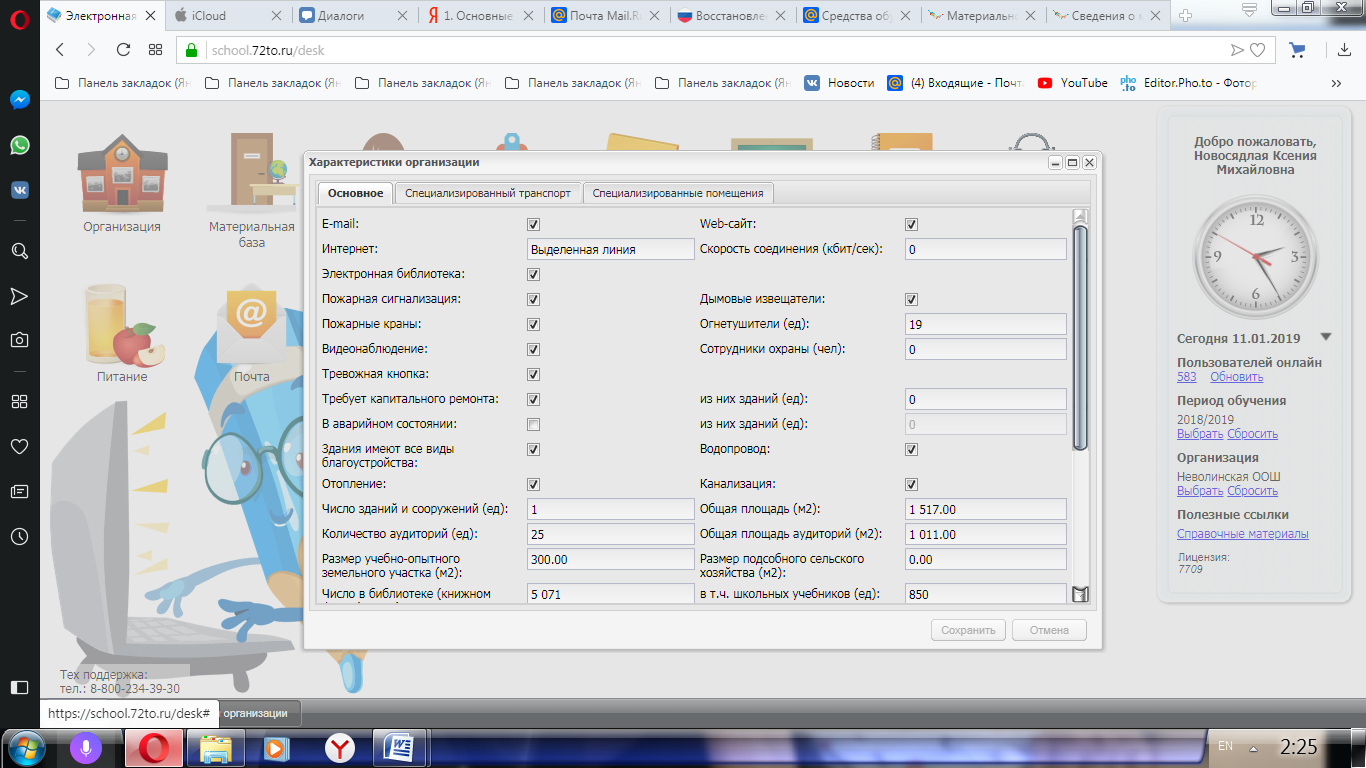 Электронная
iCloud
Диалоги
1. Основные
Почта Mail.R
Восстановле
Средства об
Материальн
Сведения о
school.72to.ru/desk
Панель закладок (Ян
Панель закладок (Ян
Панель закладок (Ян
Панель закладок (Ян
Панель закладок (Ян
Новости
(4) Входящие - Почт
YouTube
pho.to
Editor.Pho.to - Фотор
Организация
Материальная
база
Питание
Почта
Характеристики организации
Основное
Специализированный транспорт
Специализированные помещения
E-mail:
Web-сайт:
Интернет:
Выделенная линия
Скорость соединения (кбит/сек):
0
Электронная библиотека:
Пожарная сигнализация:
Дымовые извещатели:
Пожарные краны:
Огнетушители (ед):
19
Видеонаблюдение:
Сотрудники охраны (чел):
0
Тревожная кнопка:
Требует капитального ремонта:
из них зданий (ед):
0
В аварийном состоянии:
из них зданий (ед):
0
Здания имеют все виды
благоустройства:
Водопровод:
Отопление:
Канализация:
Число зданий и сооружений (ед):
1
Общая площадь (м2):
1 517.00
Количество аудиторий (ед):
25
Общая площадь аудиторий (м2):
1 011.00
Размер учебно-опытного
земельного участка (м2):
300.00
Размер подсобного сельского
хозяйства (м2):
0.00
Число в библиотеке (книжном
5 071
в т.ч. школьных учебников (ед):
850
Сохранить
Отмена
Добро пожаловать,
Новосядлая Ксения
Михайловна
12
3
6
9
Сегодня 11.01.2019
Пользователей онлайн
583 Обновить
Период обучения
2018/2019
Выбрать Сбросить
Организация
Неволинская ООШ
Выбрать Сбросить
Полезные ссылки
Справочные материалы
Лицензия:
7709
Тех поддержка:
тел.: 8-800-234-39-30
https://school.72to.ru/desk#
организации
EN
2:25